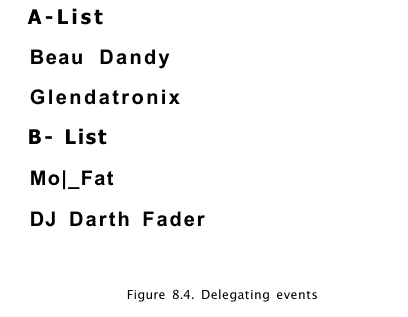 A-List
Beau Dandy
Glendatronix
B- List
Mo|_Fat
DJ Darth Fader
Figure 8.4. Delegating events